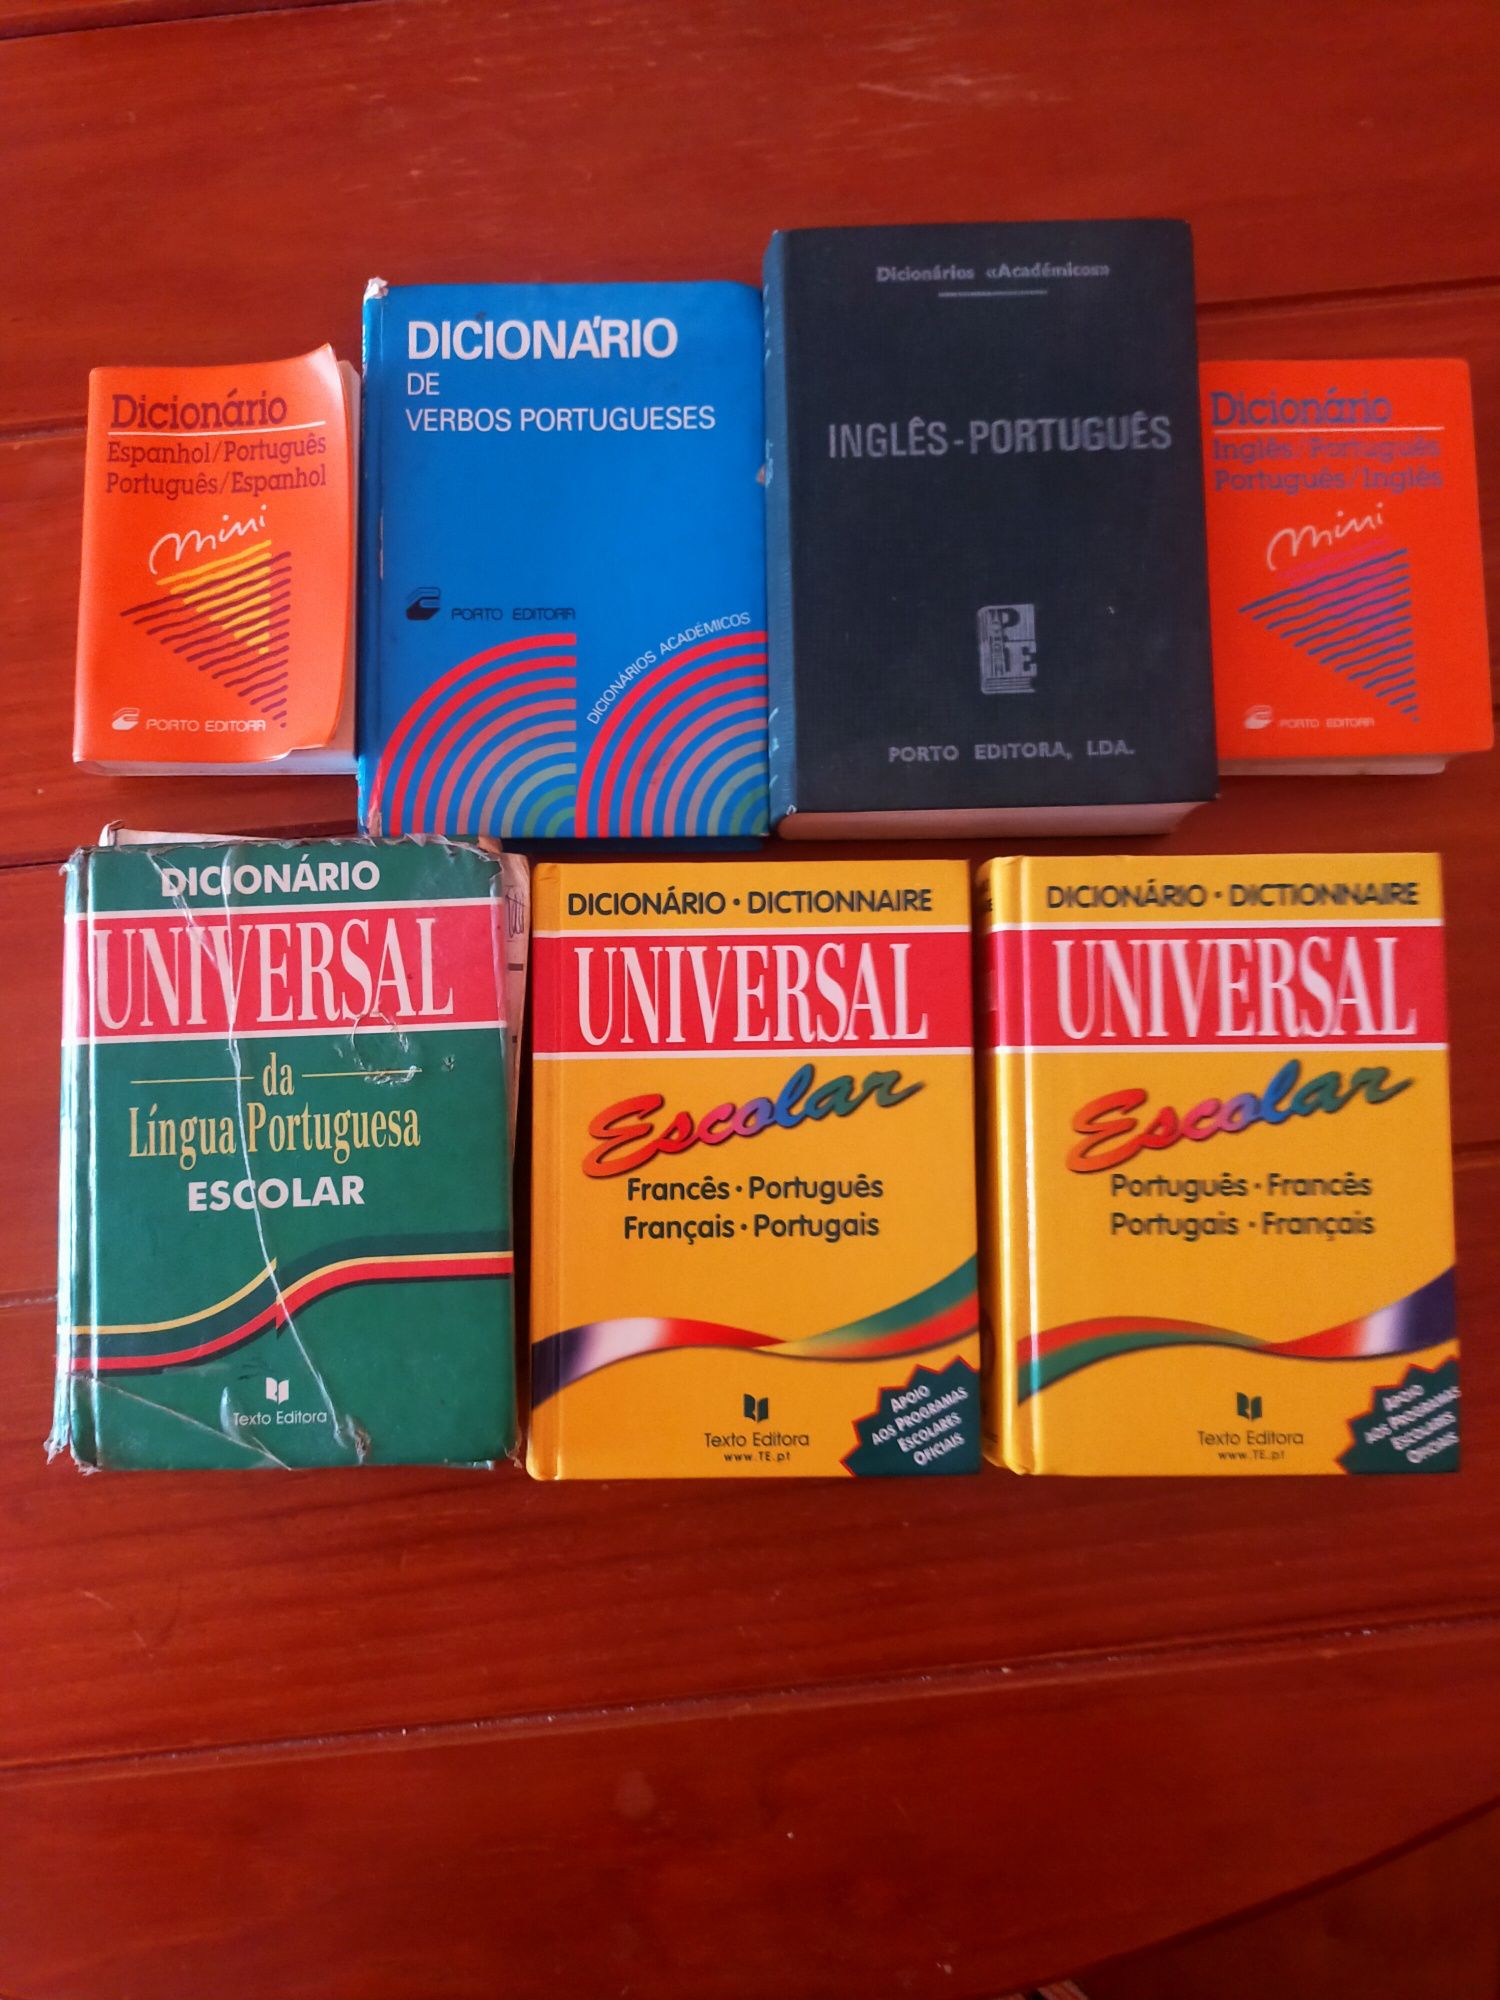 Dicionário
Espanhol/Português
Português/Espanhol
mini
PORTO EDITORA
DICIONÁRIO
DE
VERBOS PORTUGUESES
PORTO EDITORA
DICIONÁRIOS ACADÉMICOS
Dicionários «Académicos»
INGLÊS-PORTUGUÊS
PORTO EDITORA, LDA.
Dicionário
Inglês/Português
Português/Inglês
mini
PORTO EDITORA
DICIONÁRIO
UNIVERSAL
da
Língua Portuguesa
ESCOLAR
Texto Editora
DICIONÁRIO • DICTIONNAIRE
UNIVERSAL
Escolar
Francês • Português
Français • Portugais
Texto Editora
www.TE.pt
APOIO
AOS PROGRAMAS
ESCOLARES
OFICIAIS
DICIONÁRIO • DICTIONNAIRE
UNIVERSAL
Escolar
Português • Francês
Portugais • Français
Texto Editora
www.TE.pt
APOIO
AOS PROGRAMAS
ESCOLARES
OFICIAIS